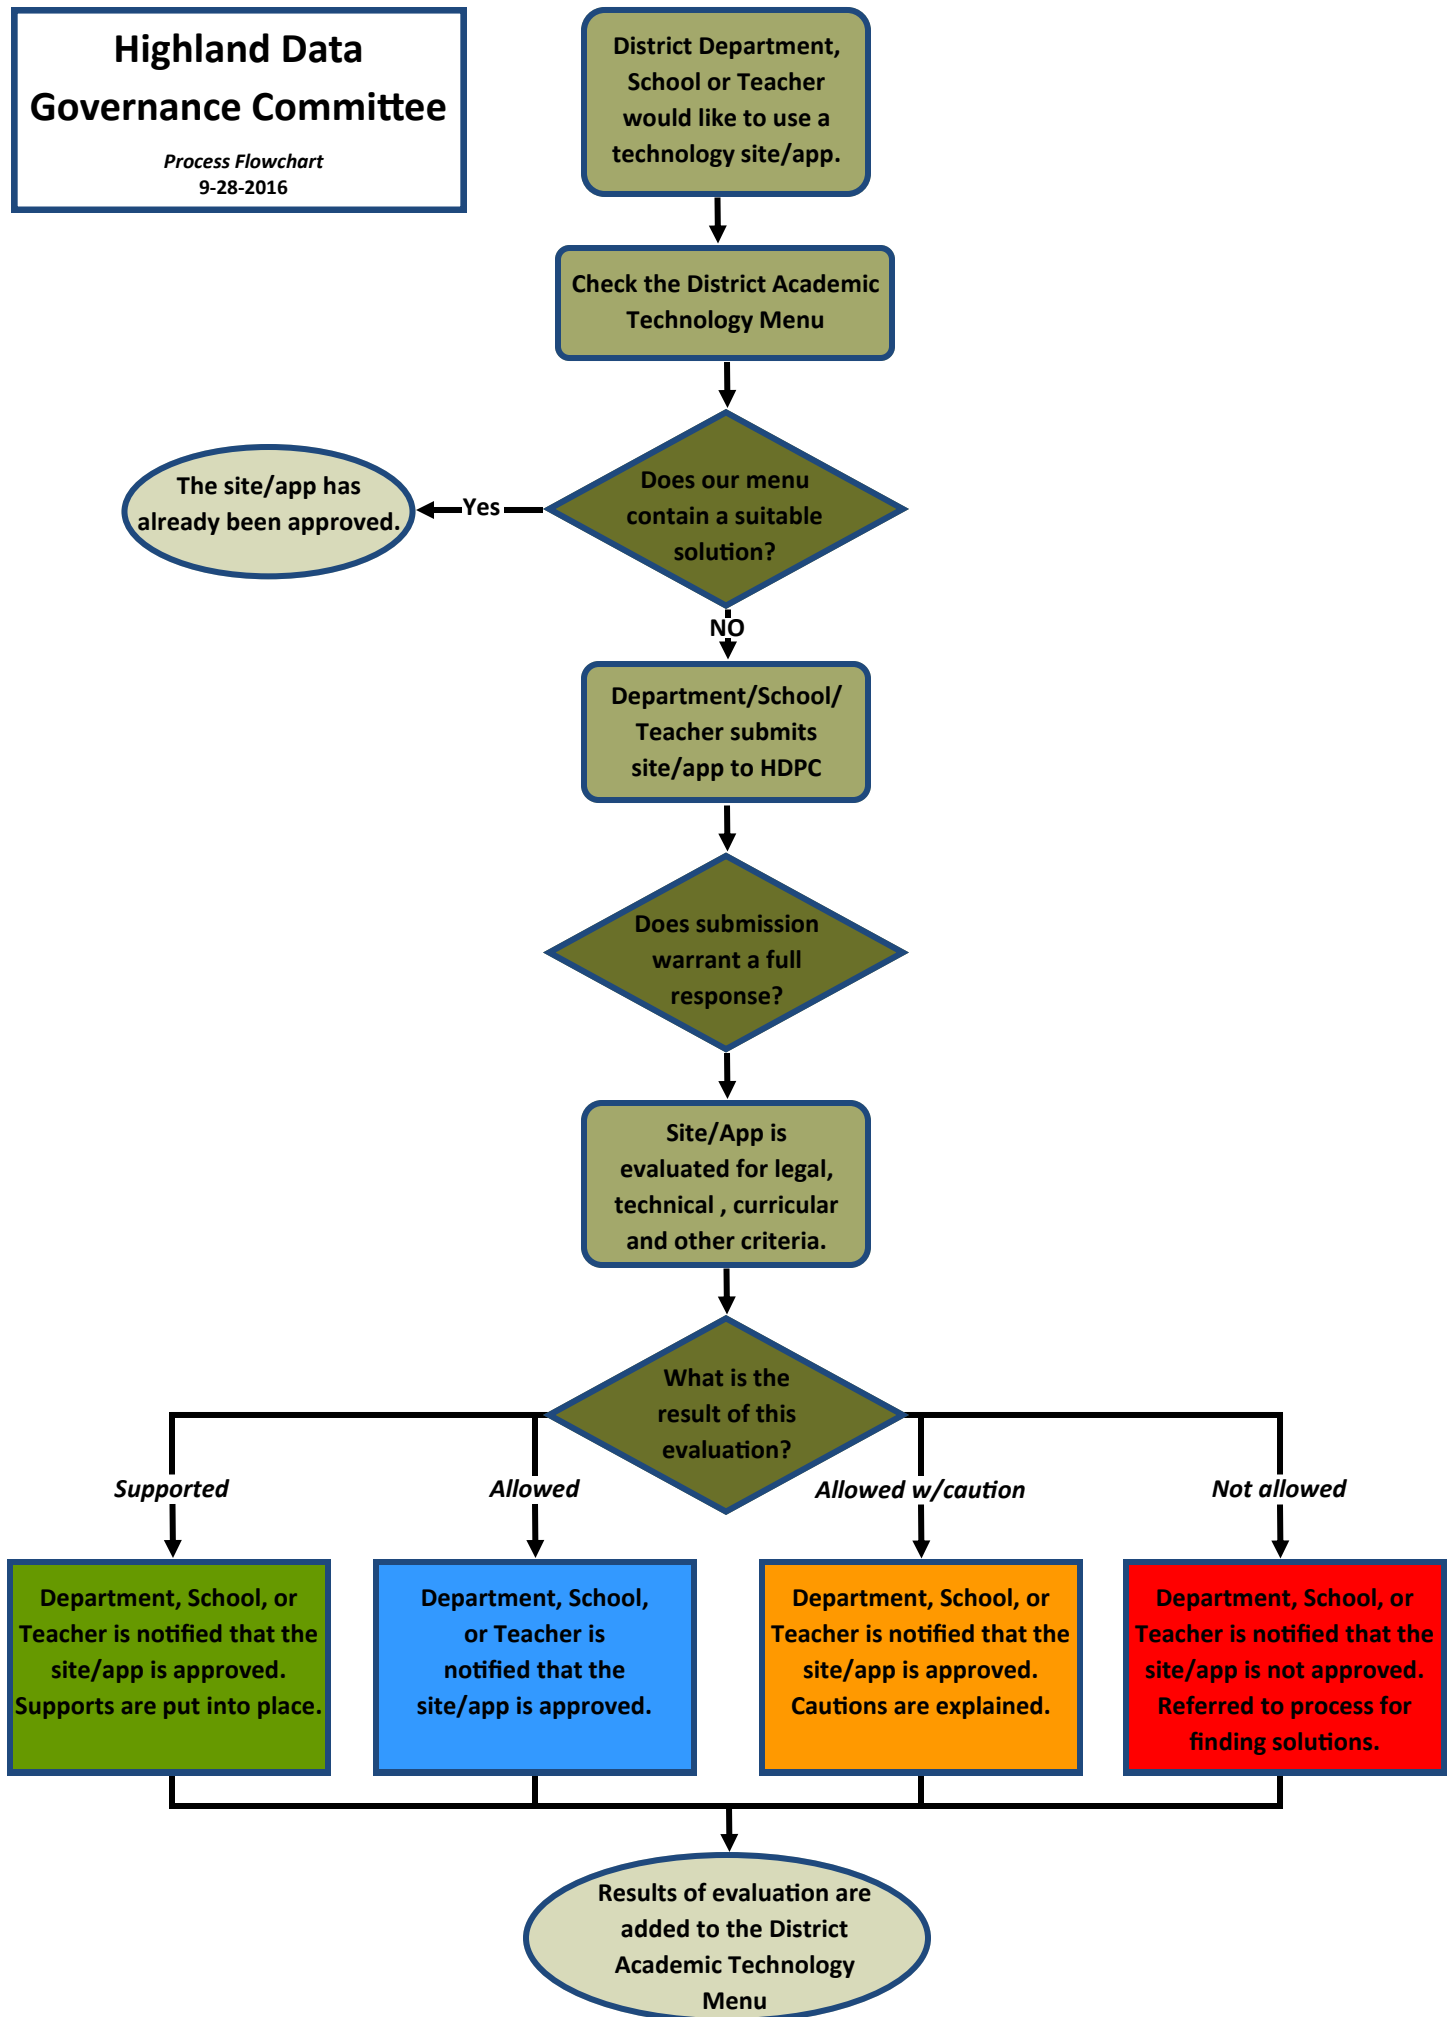 Highland Data
Governance Committee
Process Flowchart
9-28-2016
District Department,
School or Teacher
would like to use a
technology site/app.
Check the District Academic
Technology Menu
Does our menu
contain a suitable
solution?
Yes
The site/app has
already been approved.
NO
Department/School/
Teacher submits
site/app to HDPC
Does submission
warrant a full
response?
Site/App is
evaluated for legal,
technical , curricular
and other criteria.
What is the
result of this
evaluation?
Supported
Allowed
Allowed w/caution
Not allowed
Department, School, or
Teacher is notified that the
site/app is approved.
Supports are put into place.
Department, School,
or Teacher is
notified that the
site/app is approved.
Department, School, or
Teacher is notified that the
site/app is approved.
Cautions are explained.
Department, School, or
Teacher is notified that the
site/app is not approved.
Referred to process for
finding solutions.
Results of evaluation are
added to the District
Academic Technology
Menu